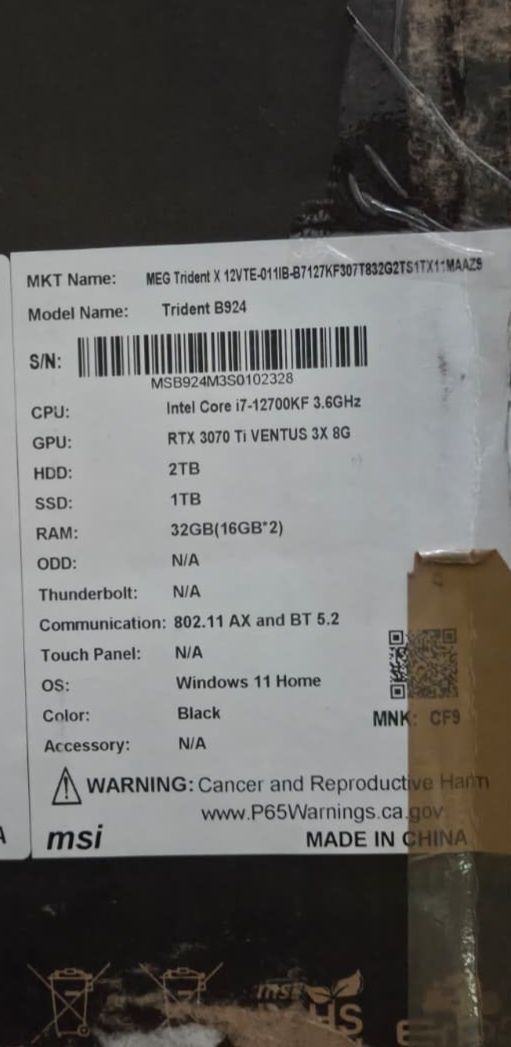 MKT Name: MEG Trident X 12VTE-011IB-B7127KF307T832G2TS1TX11MAAZ9
Model Name: Trident B924
S/N:
MSB924M3S0102328
CPU: Intel Core i7-12700KF 3.6GHz
GPU: RTX 3070 Ti VENTUS 3X 8G
HDD: 2TB
SSD: 1TB
RAM: 32GB(16GB*2)
ODD: N/A
Thunderbolt: N/A
Communication: 802.11 AX and BT 5.2
Touch Panel: N/A
OS: Windows 11 Home
Color: Black
MNK: CF9
Accessory: N/A
WARNING: Cancer and Reproductive Harm
www.P65Warnings.ca.gov
msi MADE IN CHINA
msi
HS